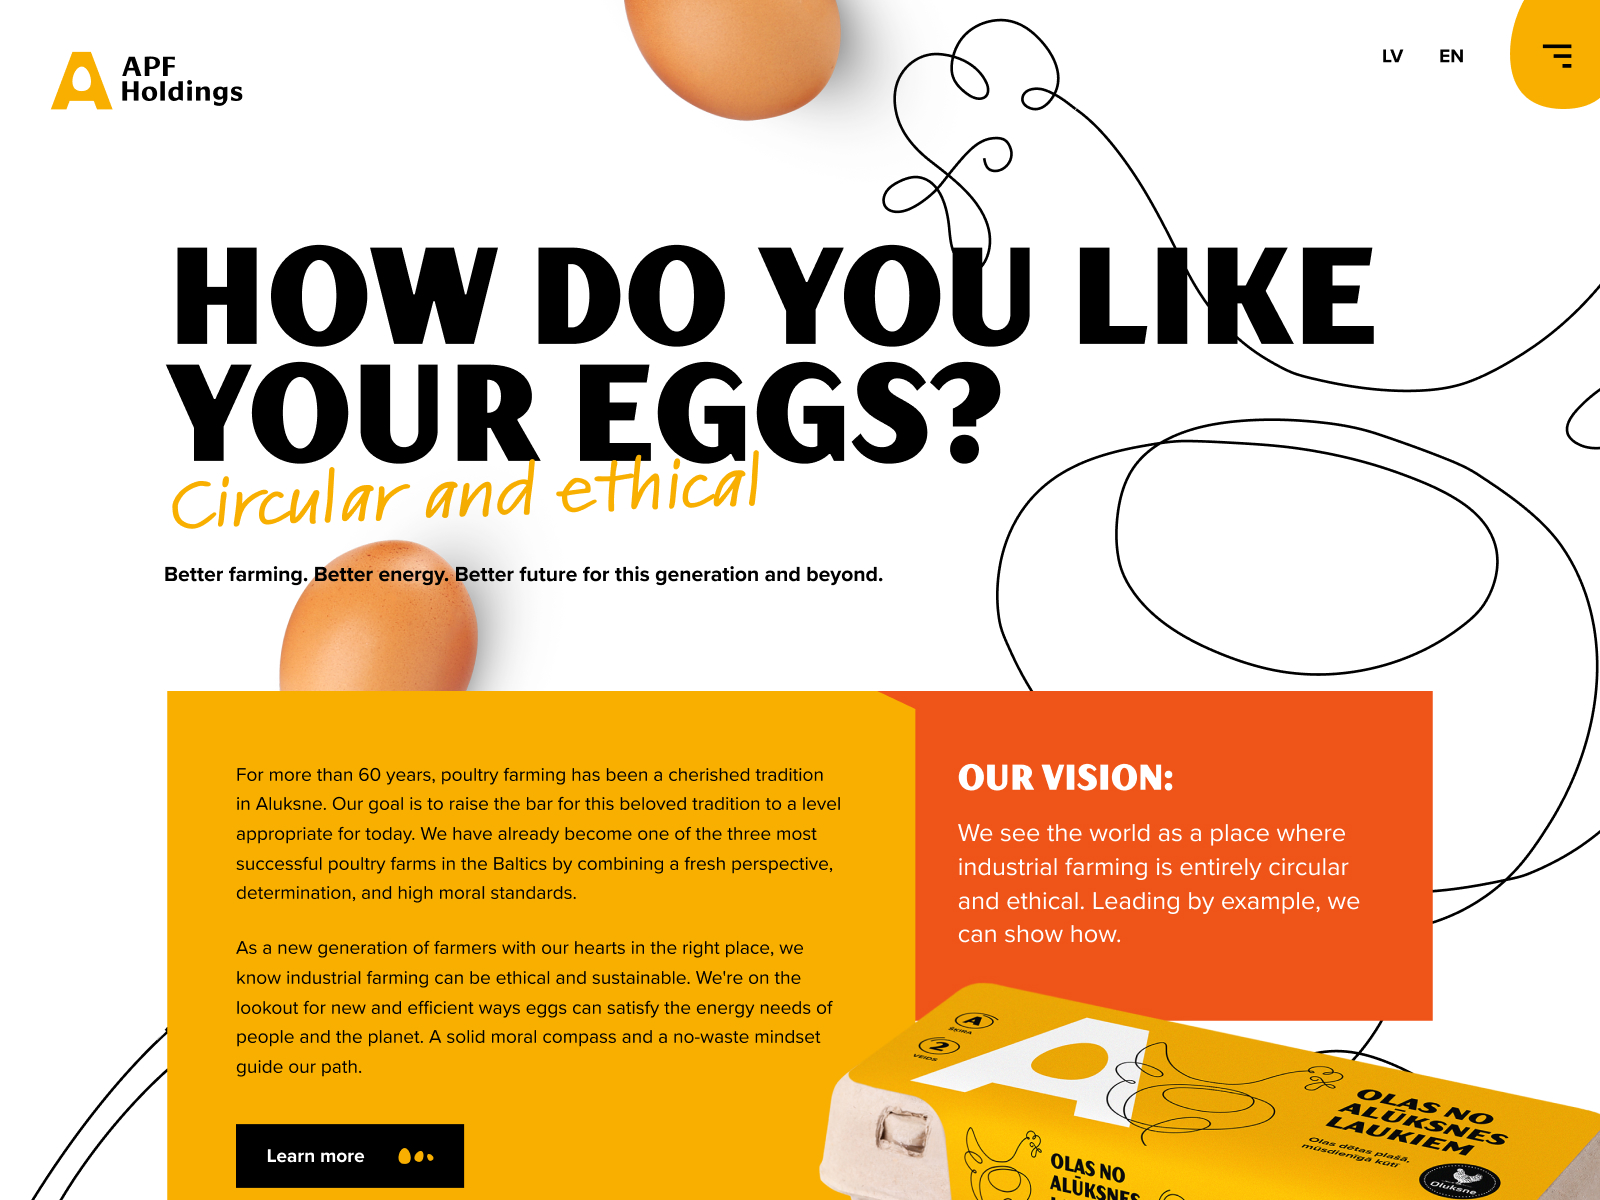 APF
Holdings
LV EN
HOW DO YOU LIKE
YOUR EGGS?
Circular and ethical
Better farming. Better energy. Better future for this generation and beyond.
For more than 60 years, poultry farming has been a cherished tradition
in Aluksne. Our goal is to raise the bar for this beloved tradition to a level
appropriate for today. We have already become one of the three most
successful poultry farms in the Baltics by combining a fresh perspective,
determination, and high moral standards.
As a new generation of farmers with our hearts in the right place, we
know industrial farming can be ethical and sustainable. We're on the
lookout for new and efficient ways eggs can satisfy the energy needs of
people and the planet. A solid moral compass and a no-waste mindset
guide our path.
Learn more
OUR VISION:
We see the world as a place where
industrial farming is entirely circular
and ethical. Leading by example, we
can show how.
A
ŠĶIRA
2
VEIDS
A
OLAS NO
ALŪKSNES
LAUKIEM
Olas dētas plašā,
mūsdienīgā kūtī
Oluksne
OLAS NO
ALŪKSNES